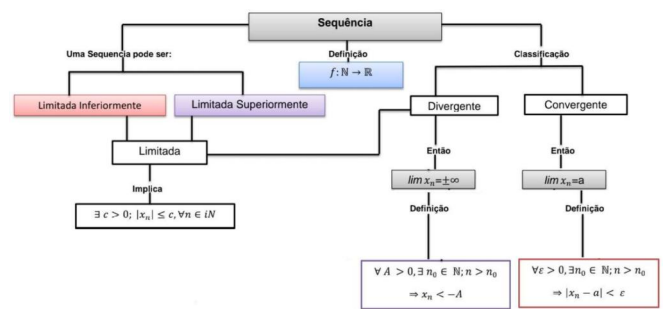 Sequência
Uma Sequencia pode ser:
Definição
Classificação
f: ℕ → ℝ
Limitada Inferiormente
Limitada Superiormente
Divergente
Convergente
Limitada
Então
Então
lim xₙ=±∞
lim xₙ=a
Implica
Definição
Definição
∃ c > 0; |xₙ| ≤ c, ∀n ∈ iN
∀ A > 0, ∃ n₀ ∈ ℕ; n > n₀
⇒ xₙ < −A
∀ε > 0, ∃n₀ ∈ ℕ; n > n₀
⇒ |xₙ − a| < ε